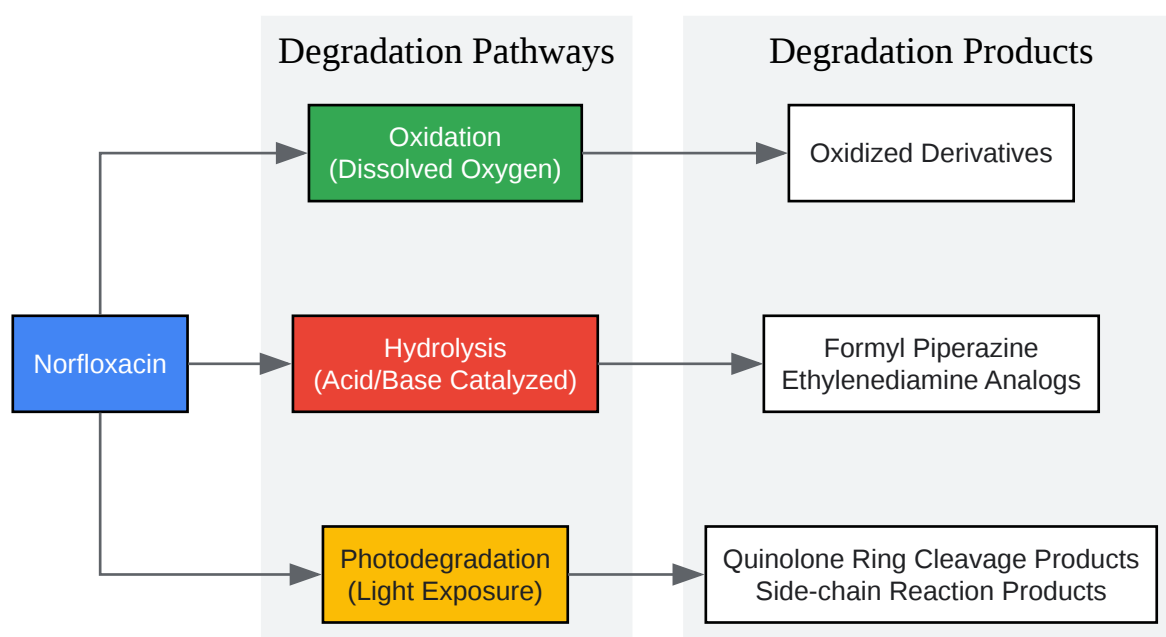 Degradation Pathways
Degradation Products
Oxidation
(Dissolved Oxygen)
Oxidized Derivatives
Norfloxacin
Hydrolysis
(Acid/Base Catalyzed)
Formyl Piperazine
Ethylenediamine Analogs
Photodegradation
(Light Exposure)
Quinolone Ring Cleavage Products
Side-chain Reaction Products